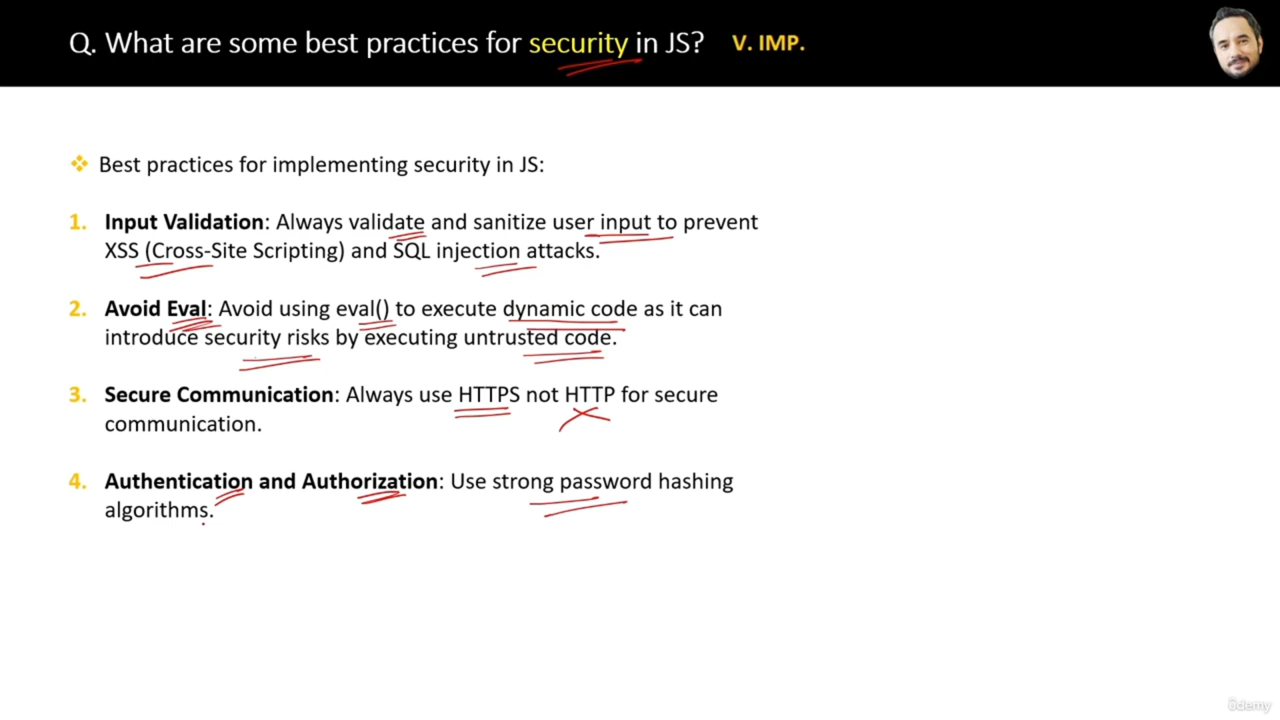 Q. What are some best practices for security in JS? V. IMP.
❖ Best practices for implementing security in JS:
1. Input Validation: Always validate and sanitize user input to prevent
XSS (Cross-Site Scripting) and SQL injection attacks.
2. Avoid Eval: Avoid using eval() to execute dynamic code as it can
introduce security risks by executing untrusted code.
3. Secure Communication: Always use HTTPS not HTTP for secure
communication.
4. Authentication and Authorization: Use strong password hashing
algorithms.
ûdemy